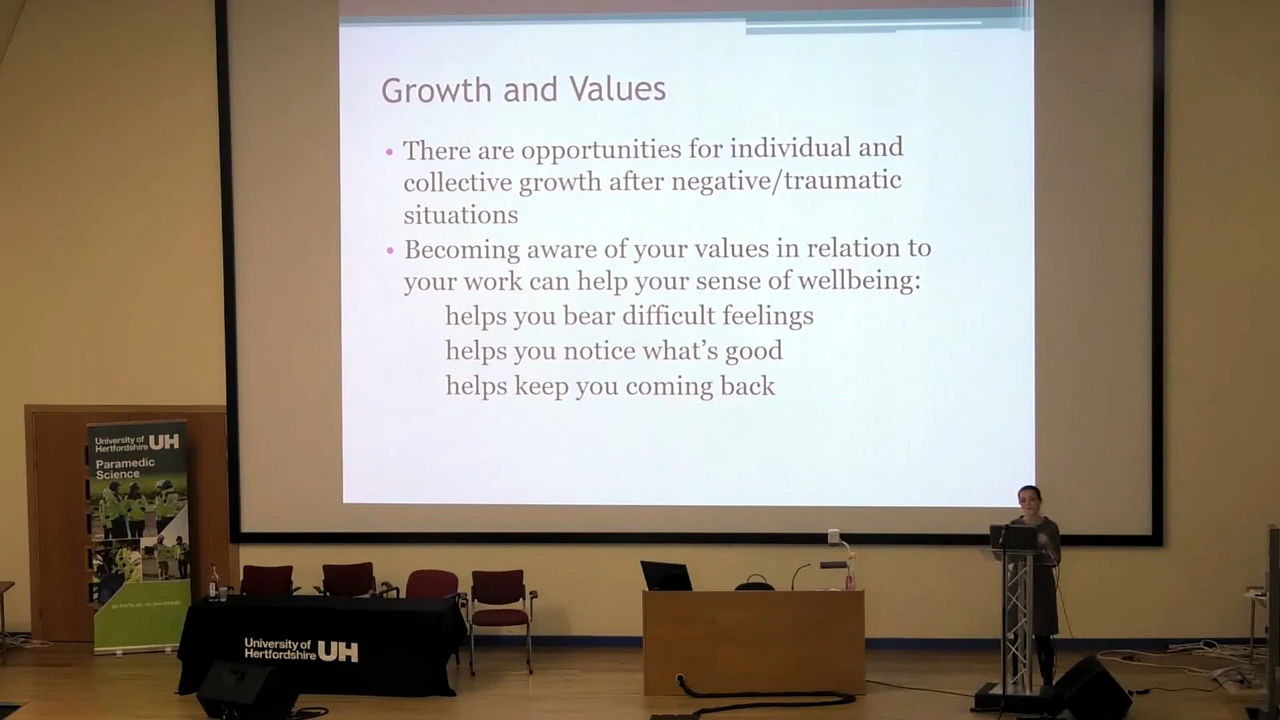 Growth and Values
• There are opportunities for individual and
collective growth after negative/traumatic
situations
• Becoming aware of your values in relation to
your work can help your sense of wellbeing:
helps you bear difficult feelings
helps you notice what's good
helps keep you coming back
University of
Hertfordshire UH
Paramedic
Science
University of
Hertfordshire UH